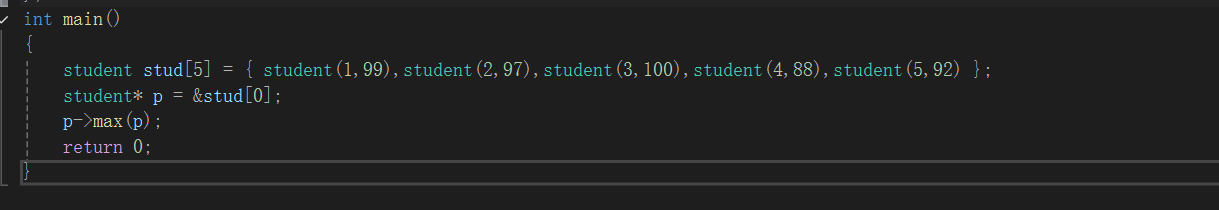 int main()
{
student stud[5] = { student(1,99),student(2,97),student(3,100),student(4,88),student(5,92) };
student* p = &stud[0];
p->max(p);
return 0;
}